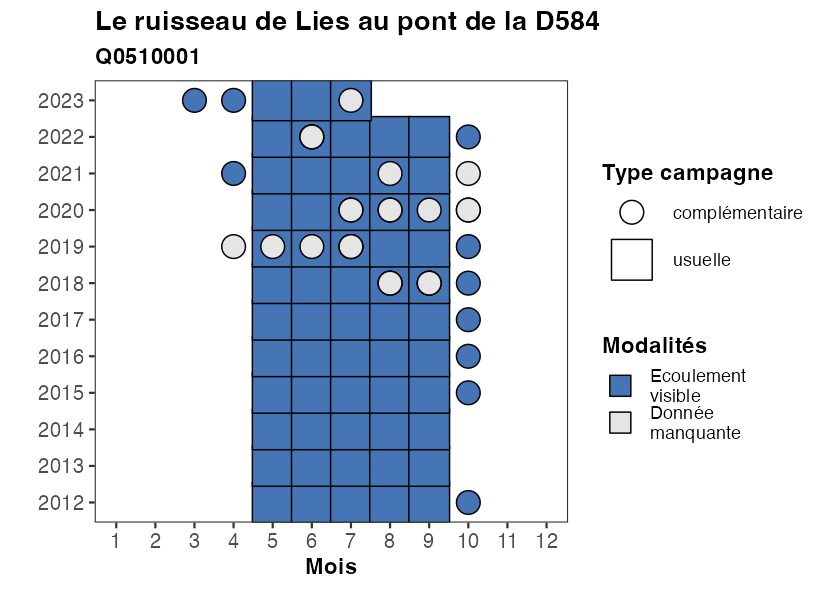 Le ruisseau de Lies au pont de la D584
Q0510001
2023
2022
2021
2020
2019
2018
2017
2016
2015
2014
2013
2012
1 2 3 4 5 6 7 8 9 10 11 12
Mois
Type campagne
complémentaire
usuelle
Modalités
Ecoulement
visible
Donnée
manquante